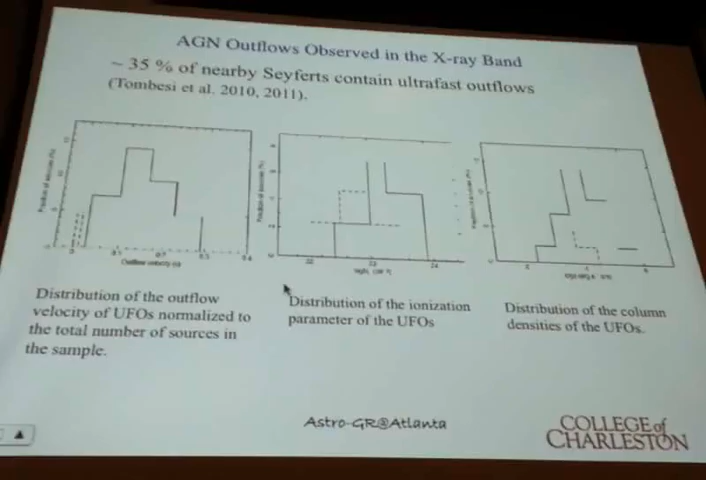 AGN Outflows Observed in the X-ray Band
~ 35 % of nearby Seyferts contain ultrafast outflows
(Tombesi et al. 2010, 2011).
Distribution of the outflow
velocity of UFOs normalized to
the total number of sources in
the sample.
Distribution of the ionization
parameter of the UFOs
Distribution of the column
densities of the UFOs.
Astro-GR@Atlanta
COLLEGE of
CHARLESTON